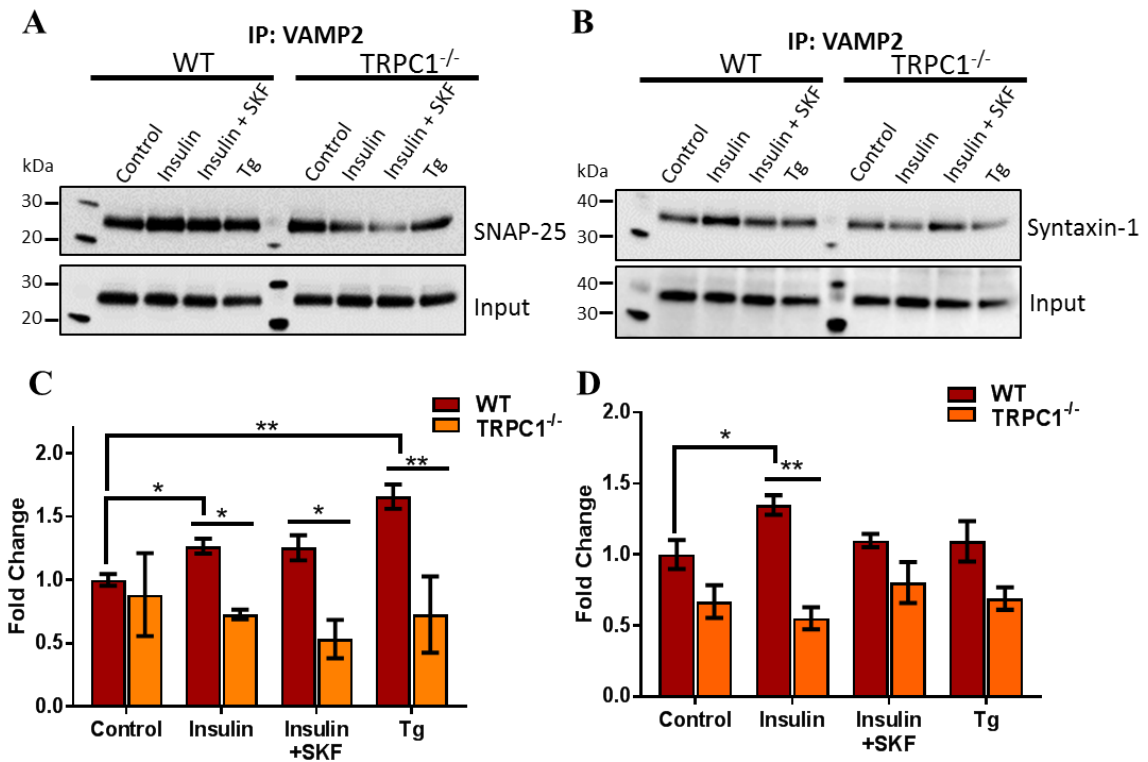 A
IP: VAMP2
WT TRPC1-/-
Control Insulin Insulin + SKF Tg Control Insulin Insulin + SKF Tg
kDa
30
20
SNAP-25
30
20
Input
B
IP: VAMP2
WT TRPC1-/-
Control Insulin Insulin + SKF Tg Control Insulin Insulin + SKF Tg
kDa
40
30
Syntaxin-1
40
30
Input
C
WT
TRPC1-/-
Fold Change
2.0
1.5
1.0
0.5
0.0
**
*
*
*
**
Control Insulin Insulin Tg
+SKF
D
WT
TRPC1-/-
Fold Change
2.0
1.5
1.0
0.5
0.0
*
**
Control Insulin Insulin Tg
+SKF